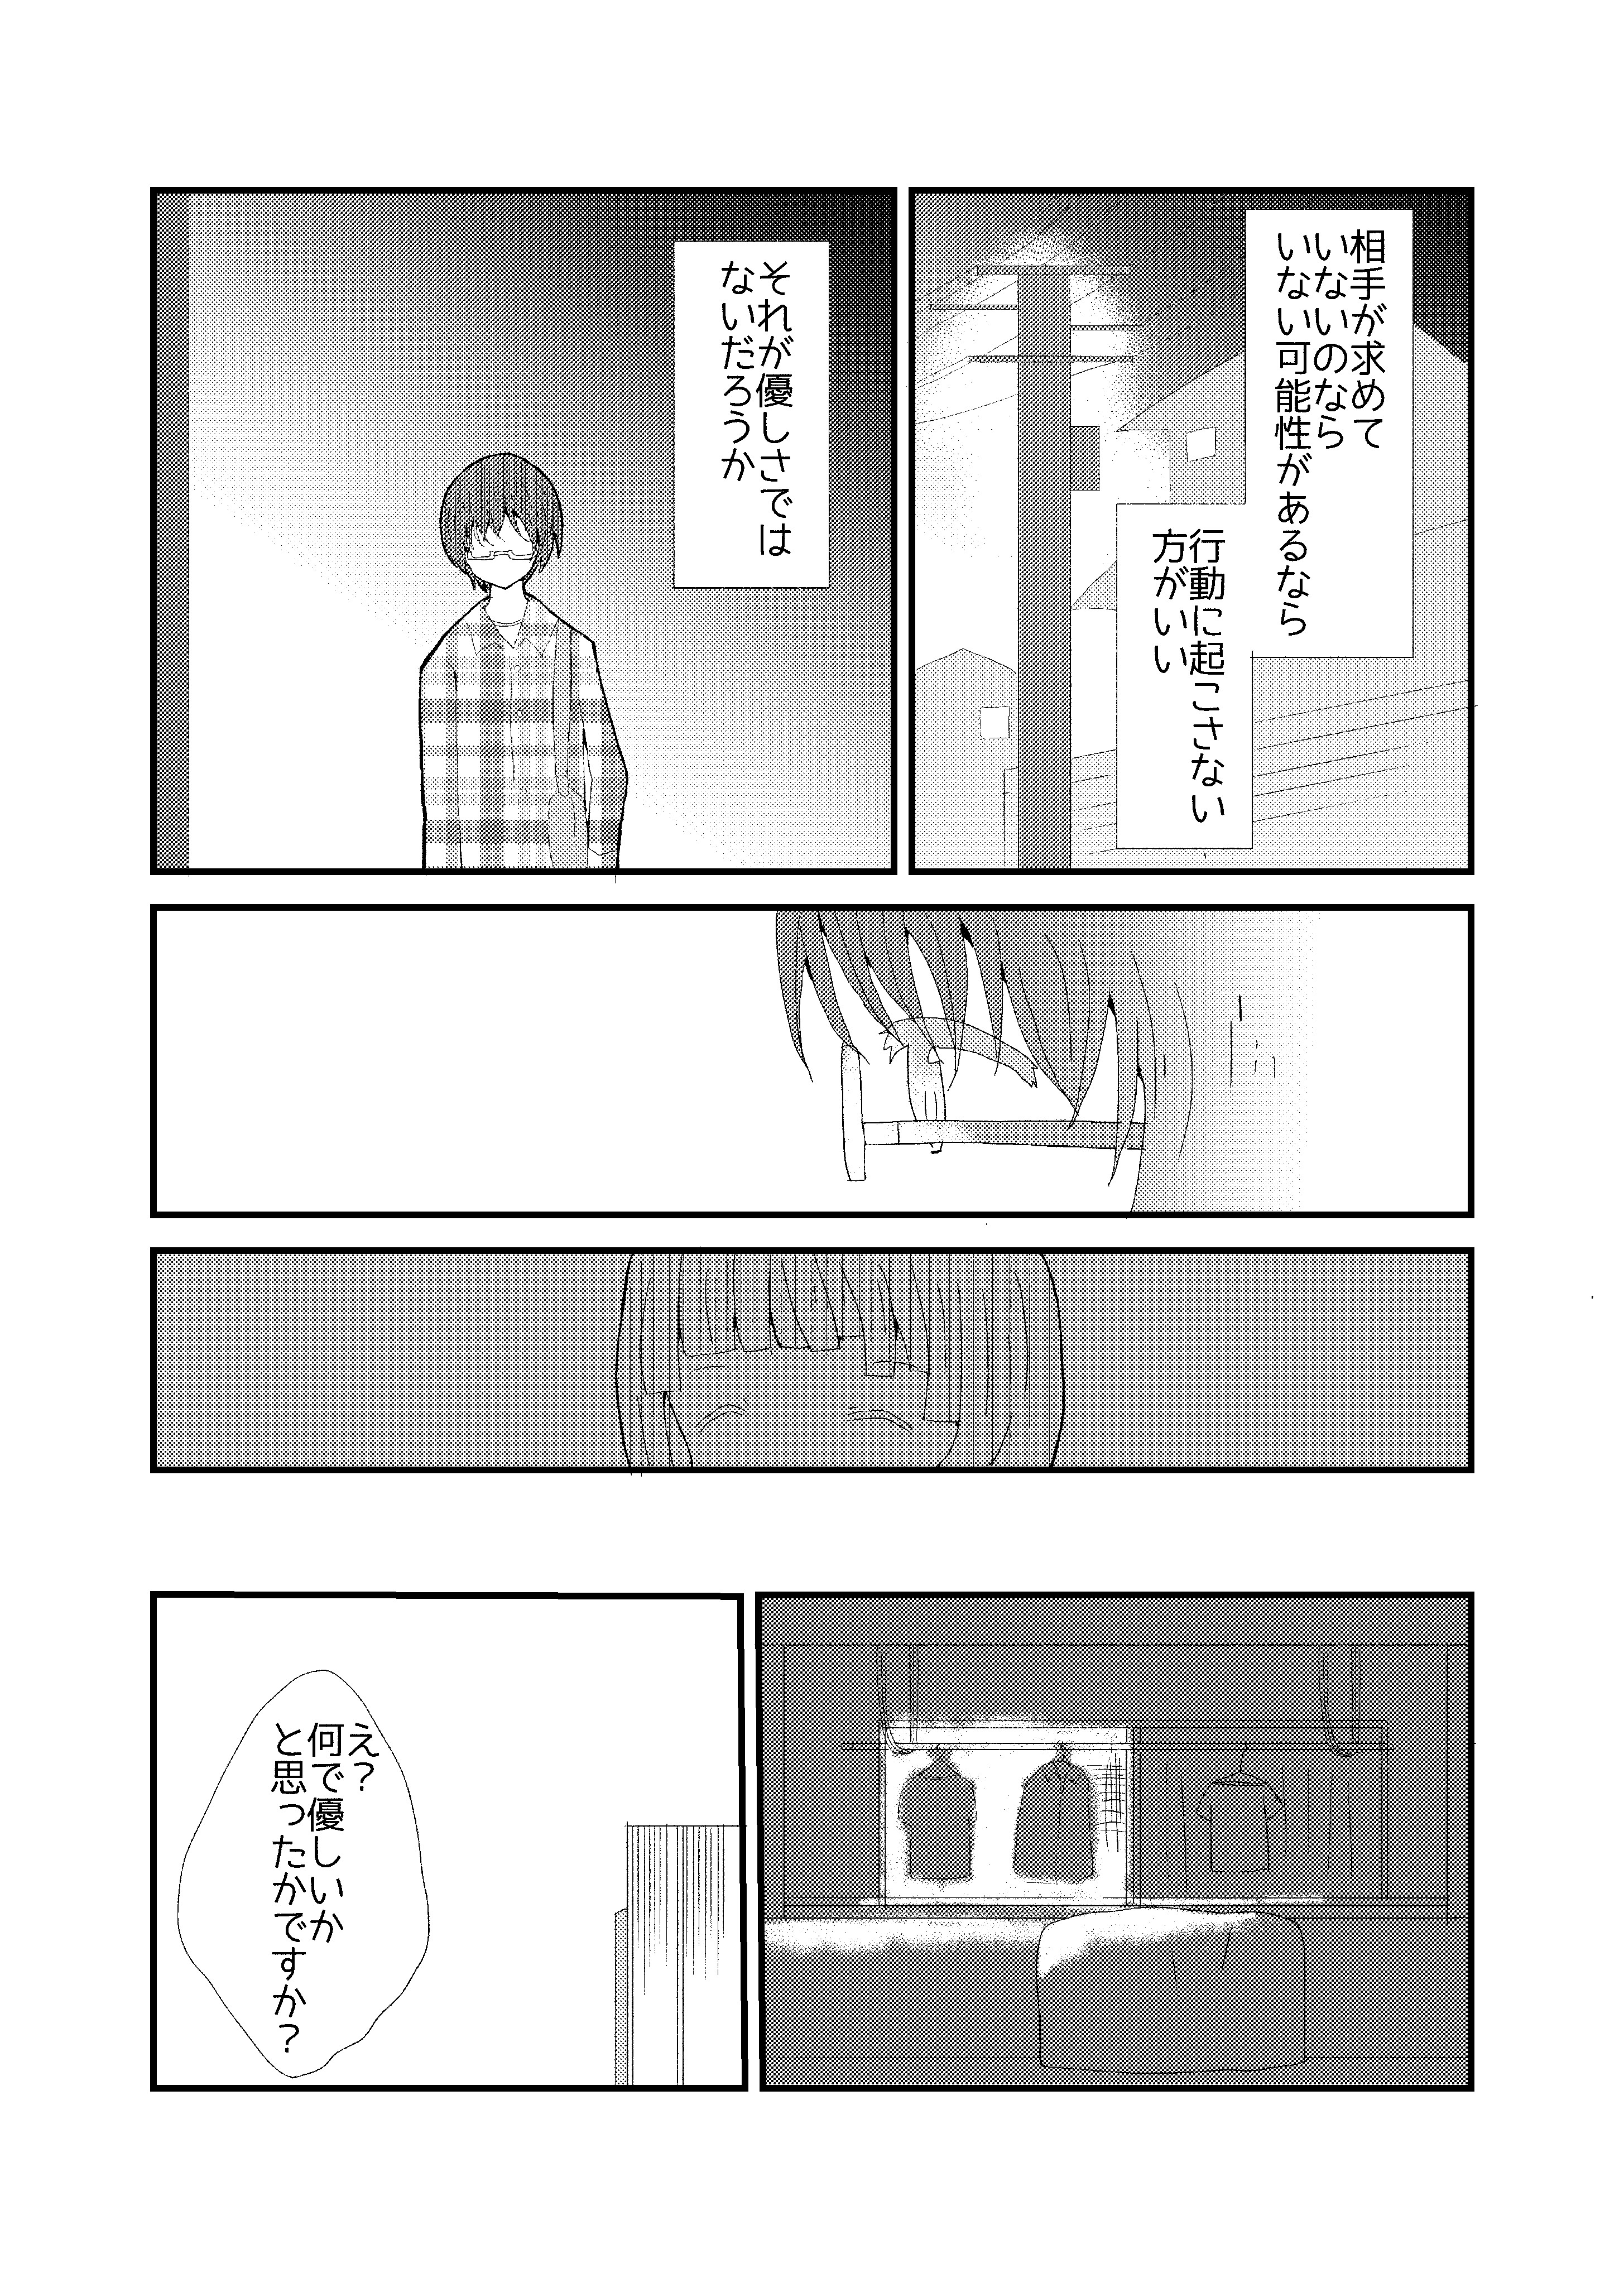 相手が求めて
いないのなら
いない可能性があるなら
行動に起こさない
方がいい
それが優しさでは
ないだろうか
え?
何で優しいか
と思ったかですか?